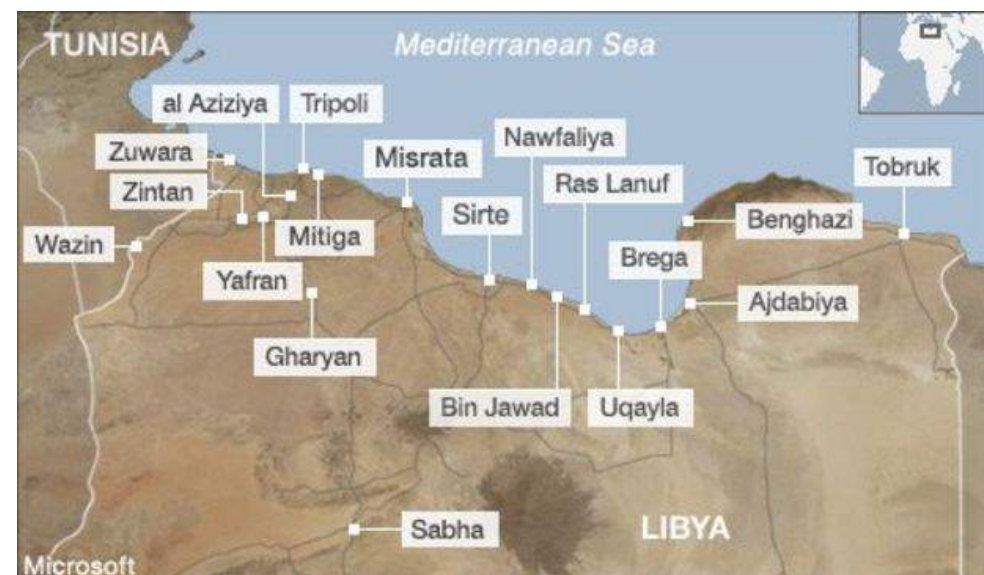 TUNISIA
Mediterranean Sea
al Aziziya
Tripoli
Zuwara
Misrata
Nawfaliya
Zintan
Ras Lanuf
Tobruk
Sirte
Benghazi
Wazin
Mitiga
Brega
Yafran
Ajdabiya
Gharyan
Bin Jawad
Uqayla
Sabha
LIBYA
Microsoft